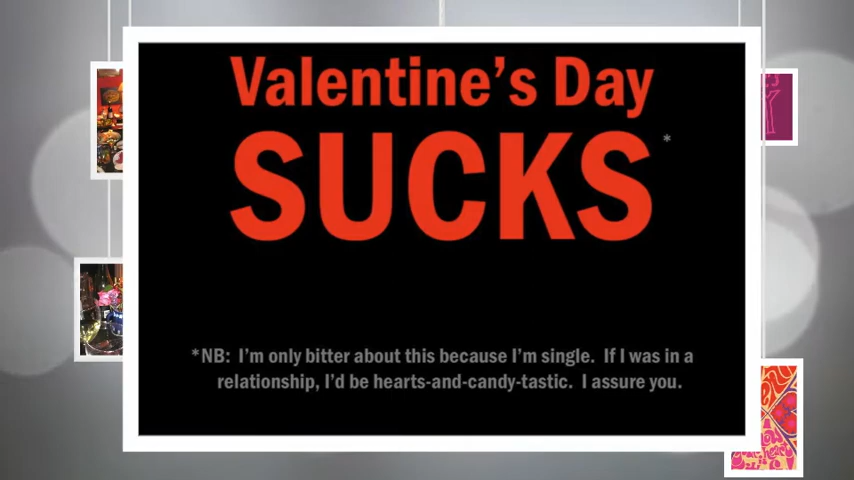 Valentine’s Day
SUCKS*
*NB: I’m only bitter about this because I’m single. If I was in a
relationship, I’d be hearts-and-candy-tastic. I assure you.